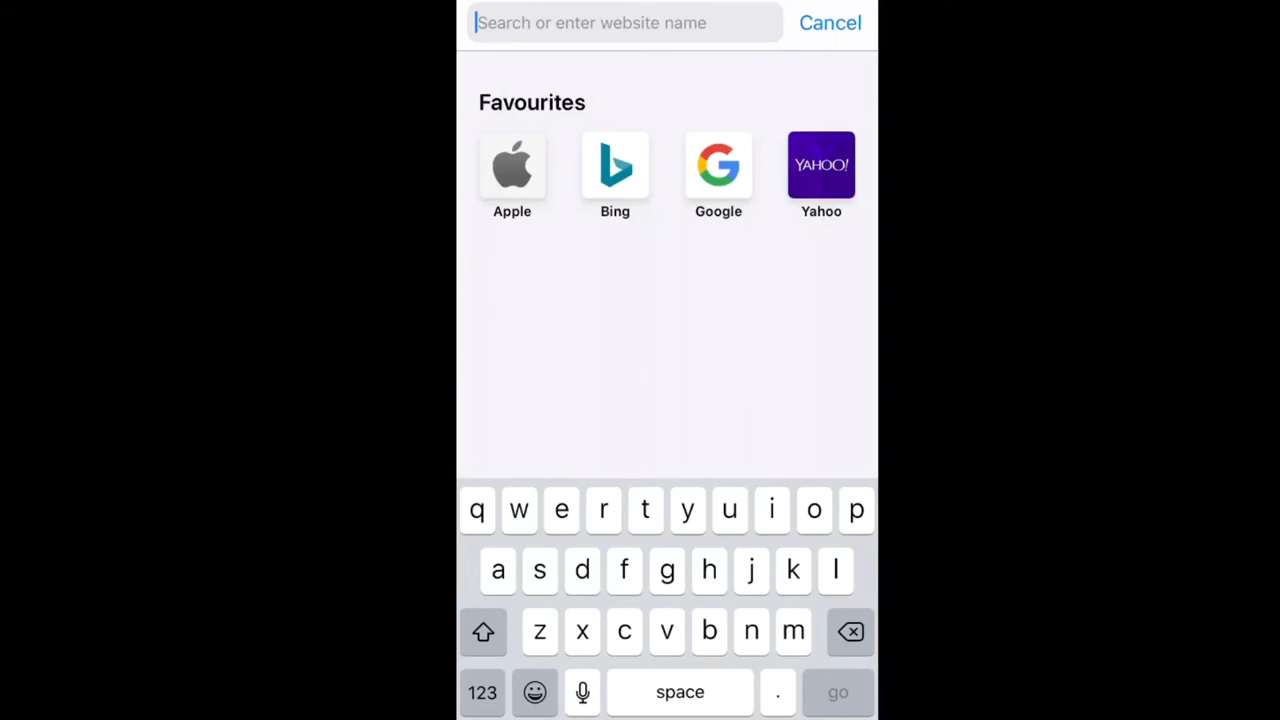 Search or enter website name Cancel
Favourites
YAHOO!
Apple Bing Google Yahoo
q w e r t y u i o p
a s d f g h j k l
z x c v b n m
123 space . go